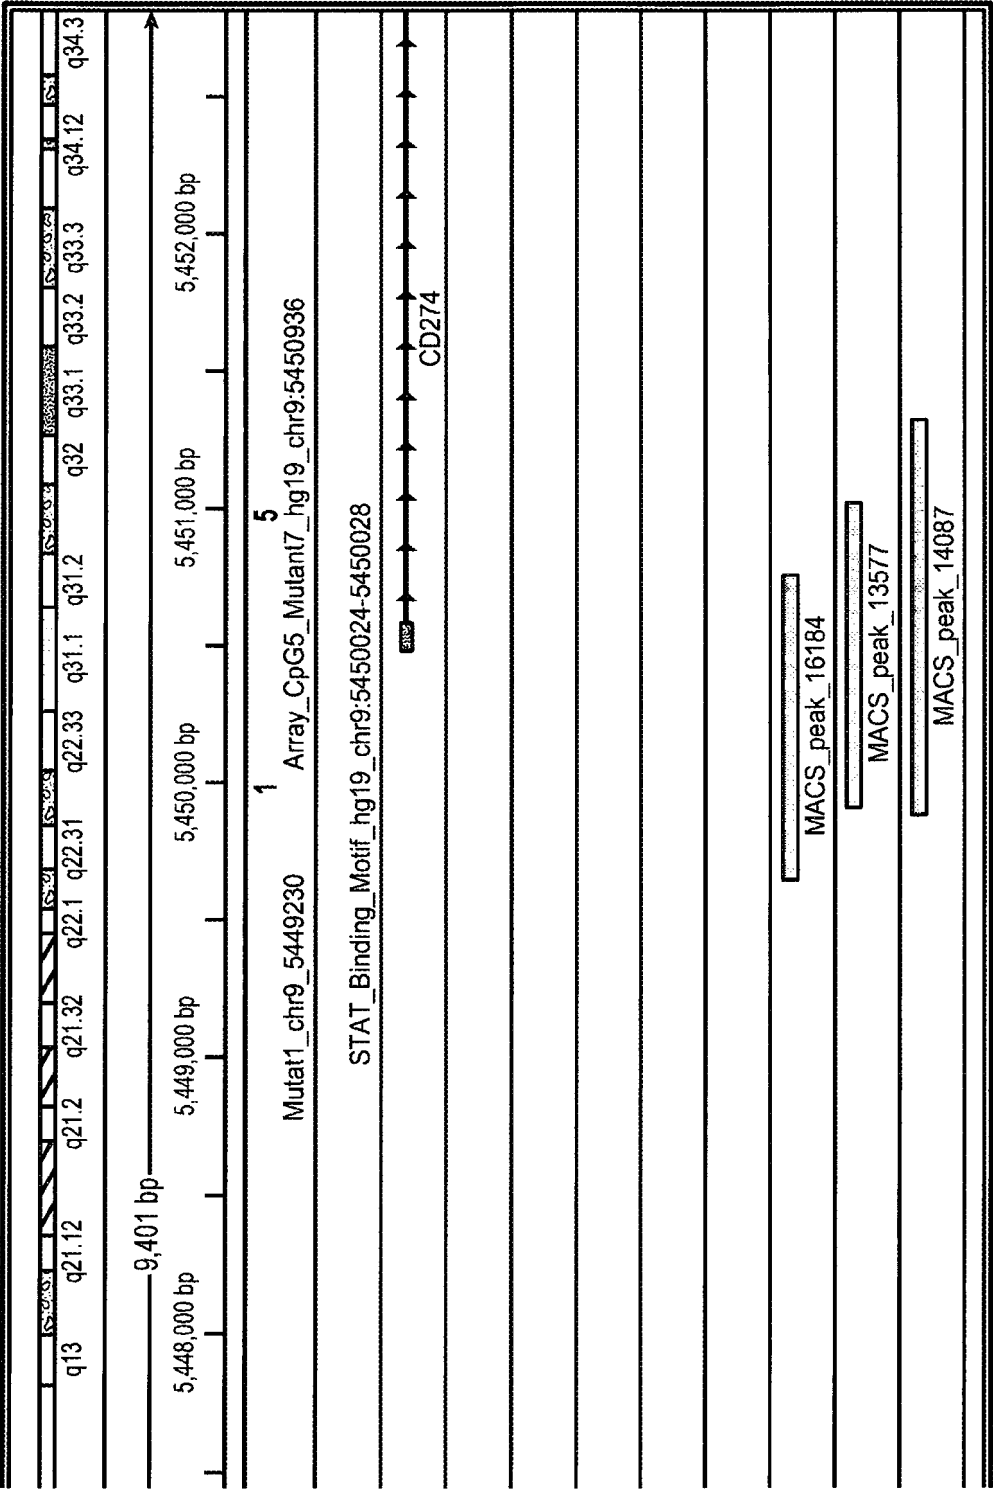 q13 q21.12 q21.2 q21.32 q22.1 q22.31 q22.33 q31.1 q31.2 q32 q33.1 q33.2 q33.3 q34.12 q34.3
9,401 bp
5,448,000 bp 5,449,000 bp 5,450,000 bp 5,451,000 bp 5,452,000 bp
1 5
Mutat1_chr9_5449230 Array_CpG5_Mutant7_hg19_chr9:5450936
STAT_Binding_Motif_hg19_chr9:5450024-5450028
CD274
MACS_peak_16184
MACS_peak_13577
MACS_peak_14087